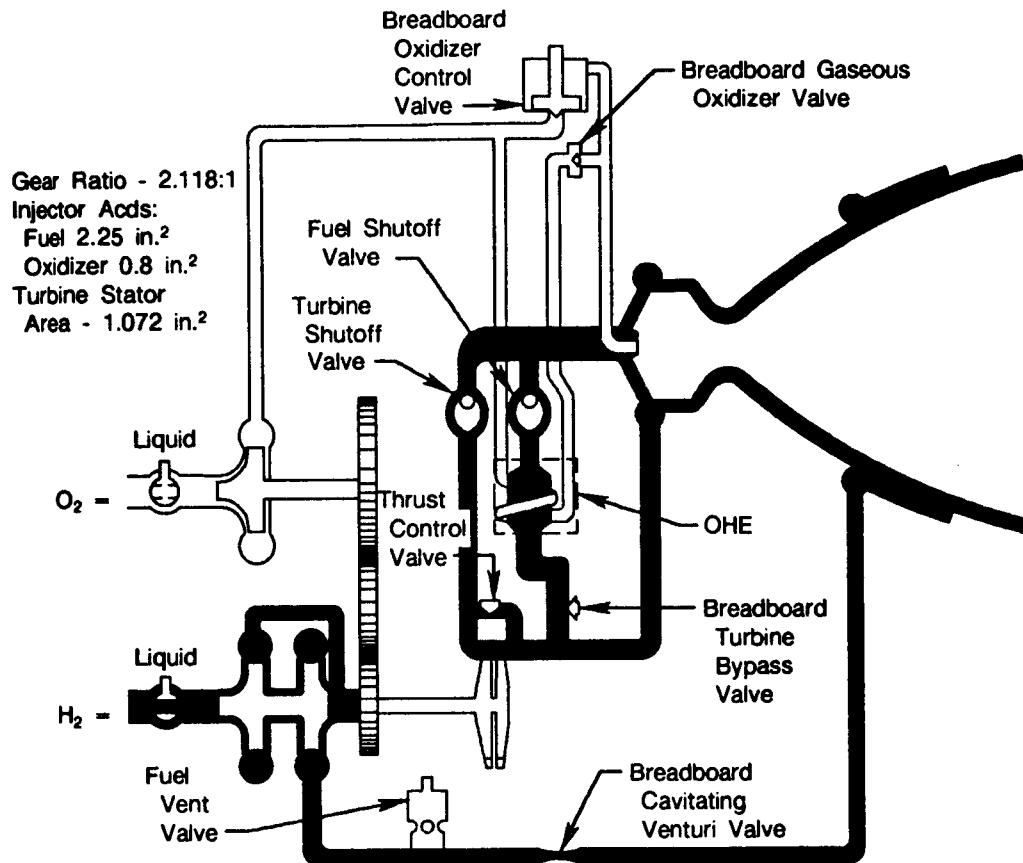 Breadboard
Oxidizer
Control
Valve
Breadboard Gaseous
Oxidizer Valve
Gear Ratio - 2.118:1
Injector Acds:
Fuel 2.25 in.²
Oxidizer 0.8 in.²
Turbine Stator
Area - 1.072 in.²
Fuel Shutoff
Valve
Turbine
Shutoff
Valve
Liquid
O₂ =
Thrust
Control
Valve
OHE
Breadboard
Turbine
Bypass
Valve
Liquid
H₂ =
Fuel
Vent
Valve
Breadboard
Cavitating
Venturi Valve